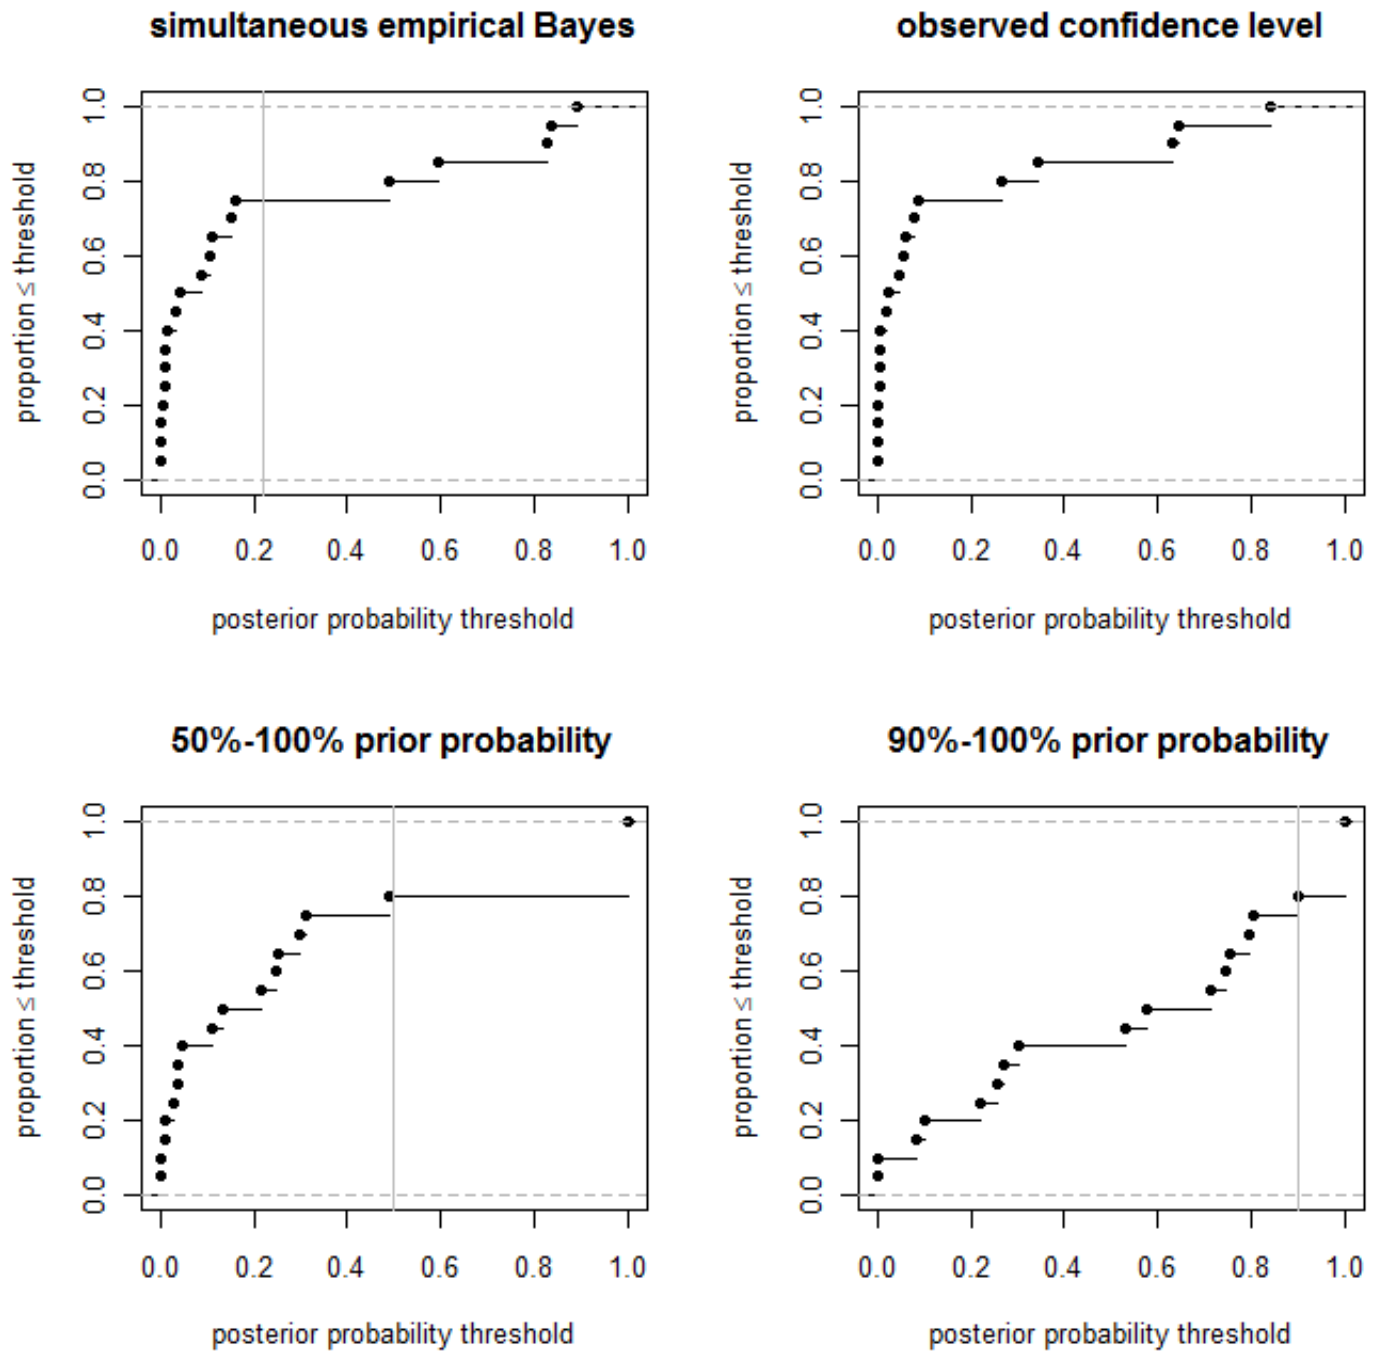 simultaneous empirical Bayes
proportion ≤ threshold
1.0
0.8
0.6
0.4
0.2
0.0
0.0 0.2 0.4 0.6 0.8 1.0
posterior probability threshold
observed confidence level
proportion ≤ threshold
1.0
0.8
0.6
0.4
0.2
0.0
0.0 0.2 0.4 0.6 0.8 1.0
posterior probability threshold
50%-100% prior probability
proportion ≤ threshold
1.0
0.8
0.6
0.4
0.2
0.0
0.0 0.2 0.4 0.6 0.8 1.0
posterior probability threshold
90%-100% prior probability
proportion ≤ threshold
1.0
0.8
0.6
0.4
0.2
0.0
0.0 0.2 0.4 0.6 0.8 1.0
posterior probability threshold